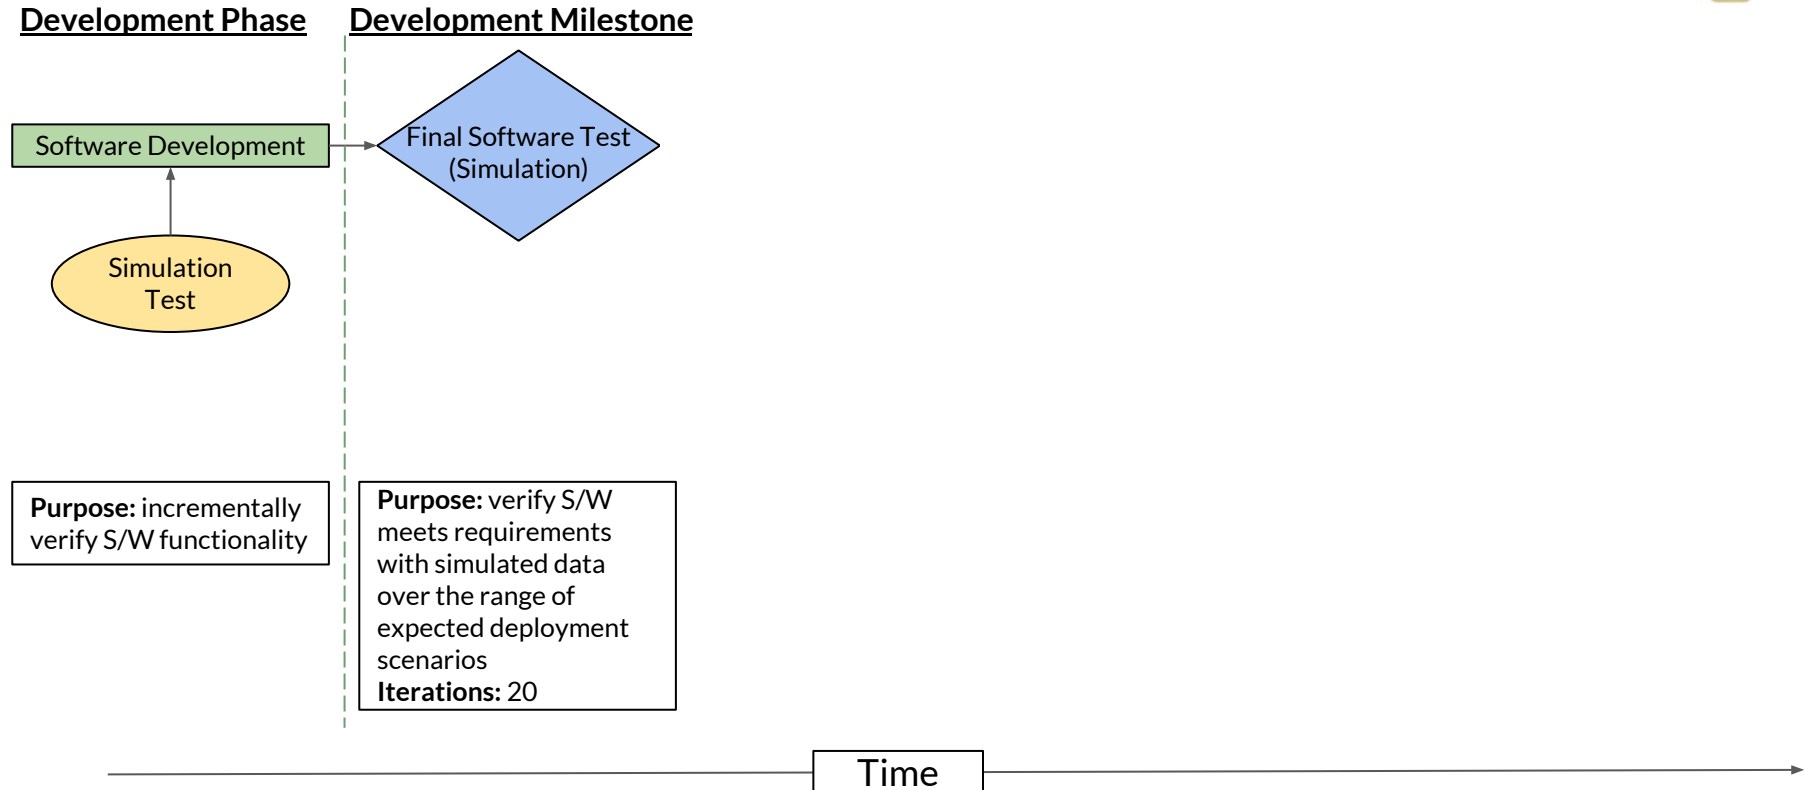 Development Phase
Development Milestone
Software Development
Final Software Test
(Simulation)
Simulation
Test
Purpose: incrementally
verify S/W functionality
Purpose: verify S/W
meets requirements
with simulated data
over the range of
expected deployment
scenarios
Iterations: 20
Time